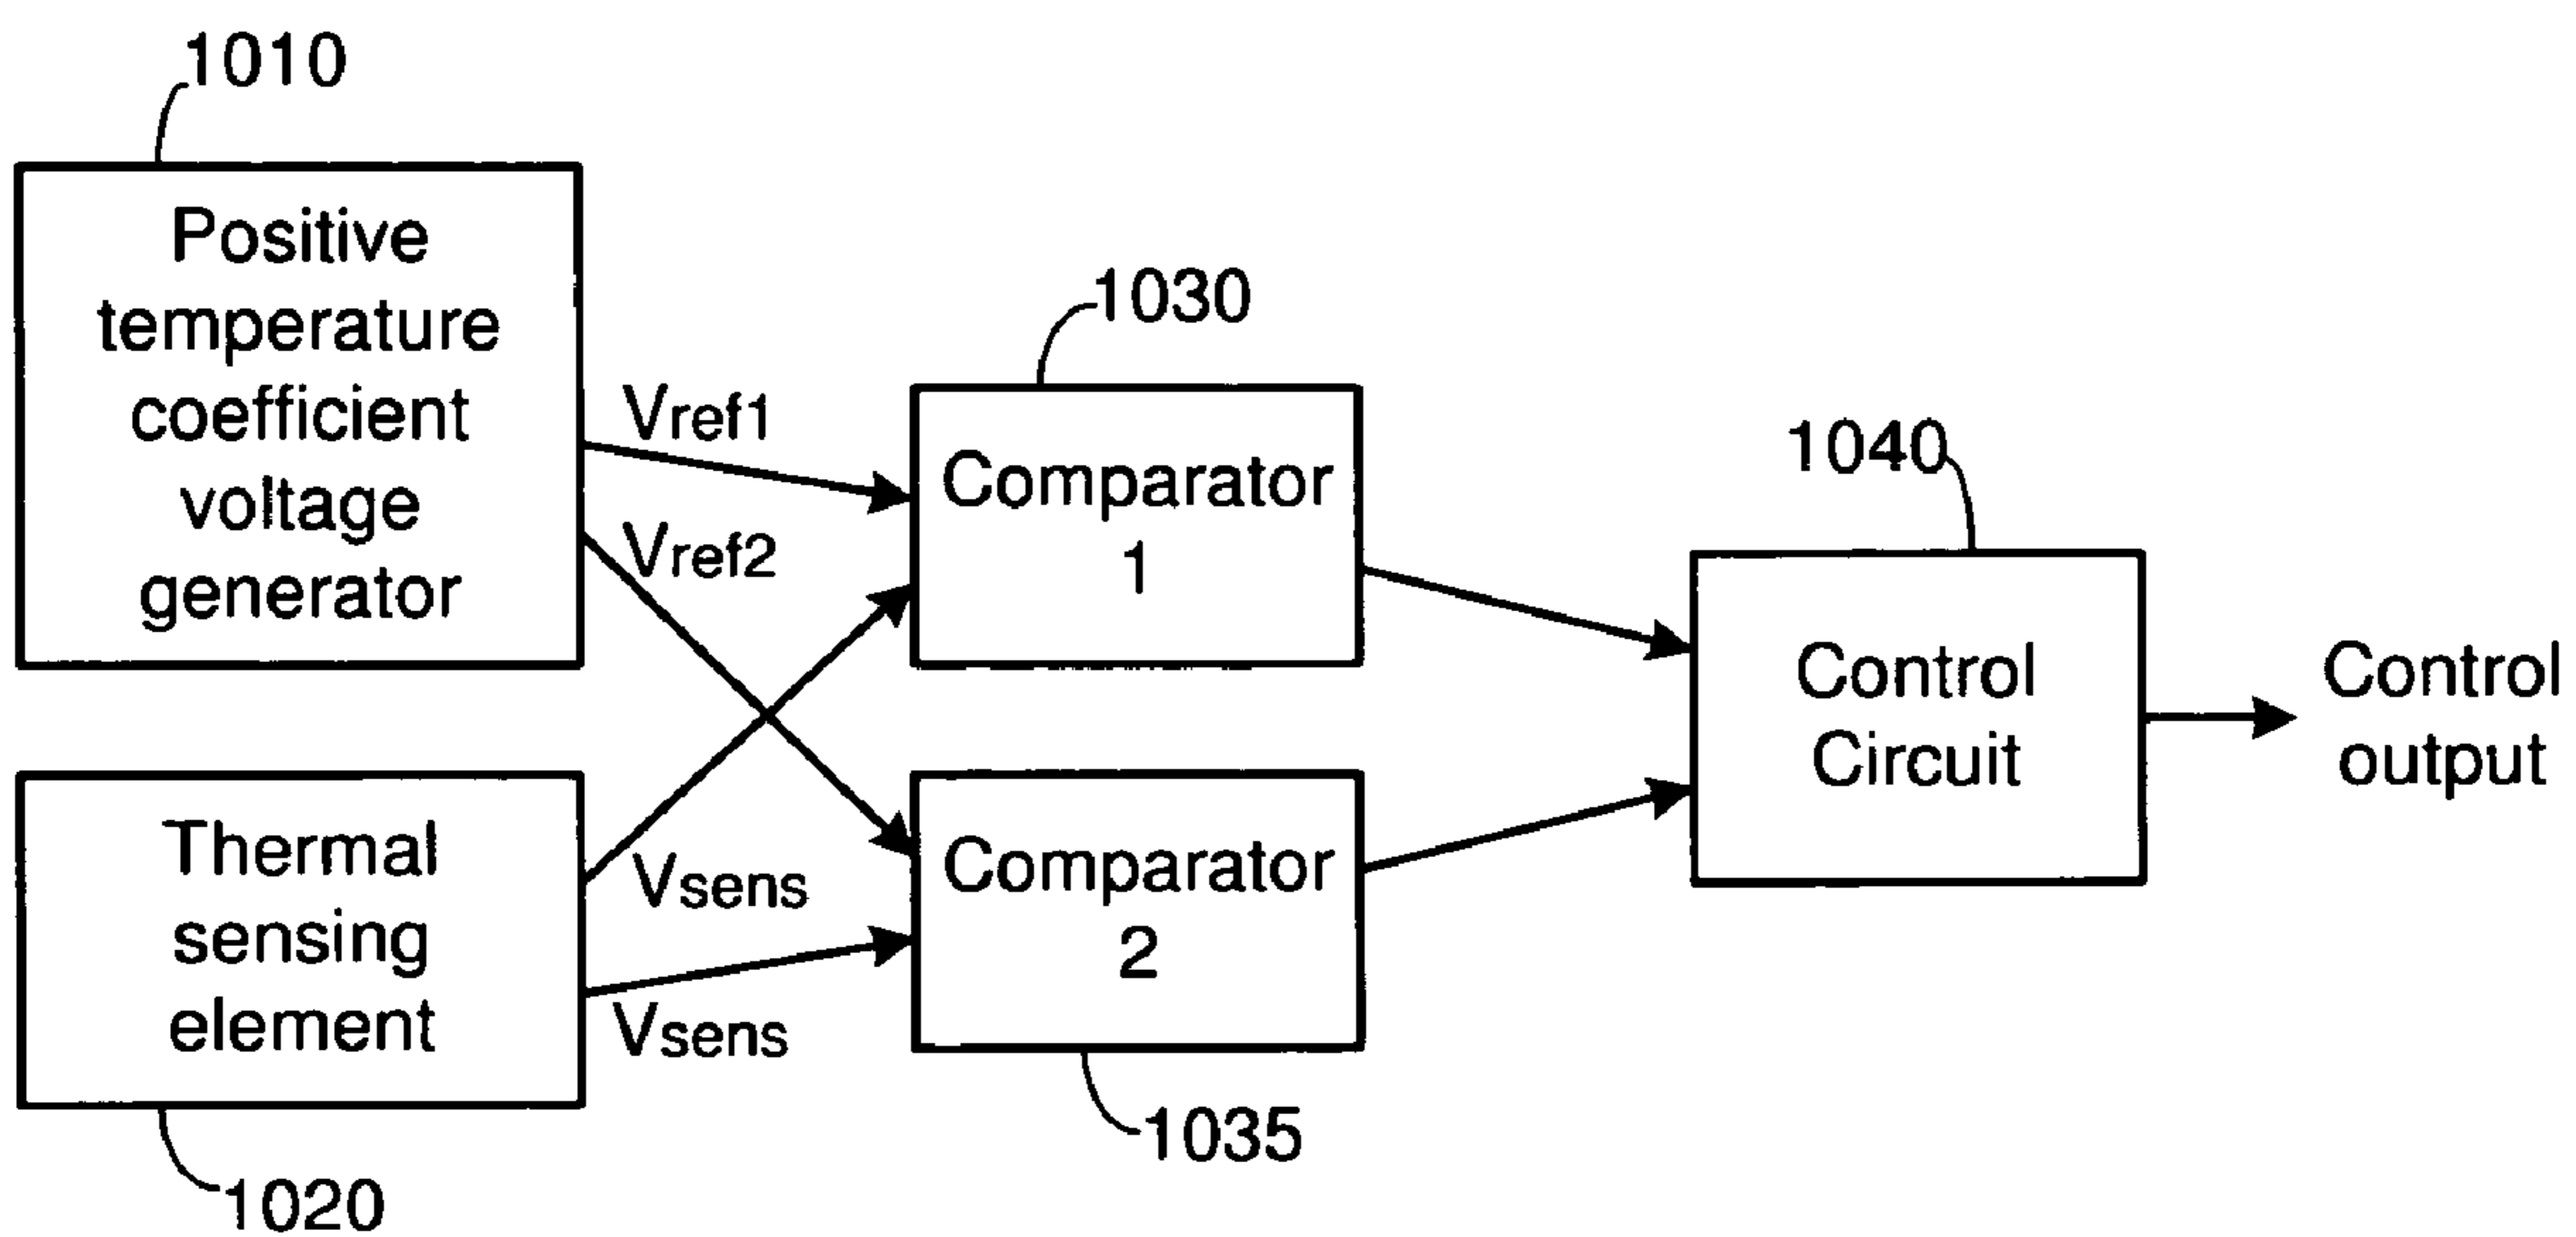 1010
Positive
temperature
coefficient
voltage
generator
Vref1
Vref2
1030
Comparator
1
1040
Control
Circuit
Control
output
Thermal
sensing
element
Vsens
Vsens
Comparator
2
1035
1020